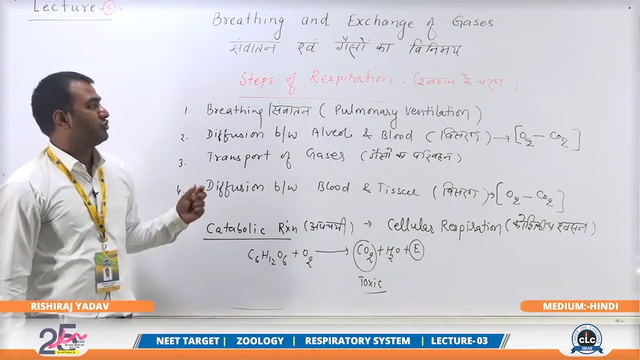 Lecture-
Breathing and Exchange of Gases
संवातन एवं गैसों का विनिमय
Steps of Respiration :- (श्वसन के चरण)
1. Breathing/संवातन (Pulmonary Ventilation)
2. Diffusion b/w Alveoli & Blood (विसरण) → [O₂ – CO₂]
3. Transport of Gases (गैसों का परिवहन)
4. Diffusion b/w Blood & Tissue (विसरण) → [O₂ – CO₂]
Catabolic Rxn (अपचयी) → Cellular Respiration (कोशिकीय श्वसन)
C₆H₁₂O₆ + O₂ → CO₂ + H₂O + E
Toxic
RISHIRAJ YADAV
MEDIUM:-HINDI
25
NEET TARGET | ZOOLOGY | RESPIRATORY SYSTEM | LECTURE-03
CLC
SIKAR